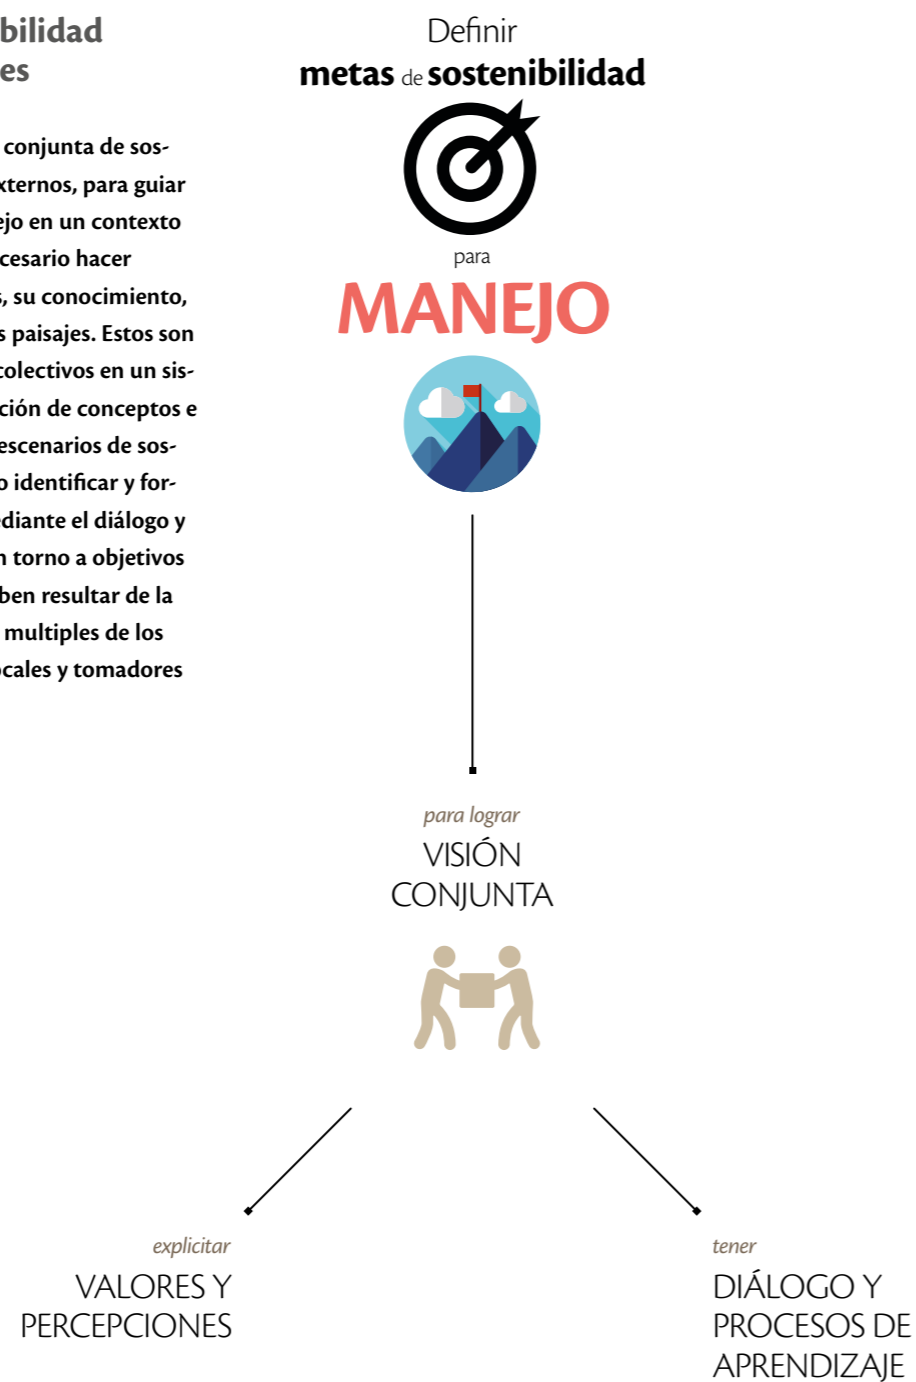 bilidad
es
conjunta de sos-
xternos, para guiar
ejo en un contexto
cesario hacer
s, su conocimiento,
s paisajes. Estos son
colectivos en un sis-
ción de conceptos e
escenarios de sos-
o identificar y for-
ediante el diálogo y
n torno a objetivos
ben resultar de la
multiples de los
ocales y tomadores
Definir
metas de sostenibilidad
para
MANEJO
para lograr
VISIÓN
CONJUNTA
explicitar
VALORES Y
PERCEPCIONES
tener
DIÁLOGO Y
PROCESOS DE
APRENDIZAJE